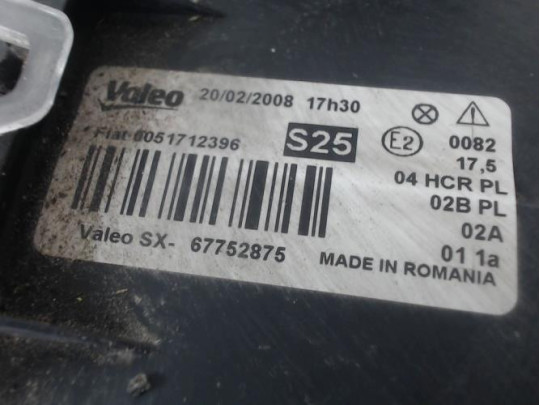 Valeo 20/02/2008 17h30
Fiat 6051712396 S25 E2 0082
17,5
04 HCR PL
02B PL
02A
01 1a
Valeo SX- 67752875
MADE IN ROMANIA